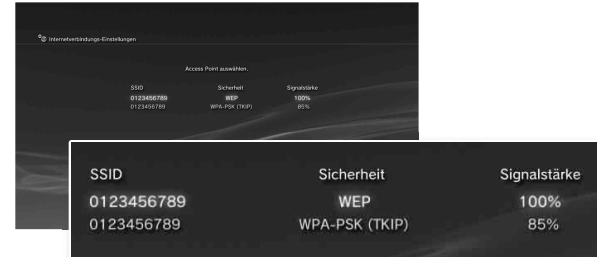 Internetverbindungs-Einstellungen
Access Point auswählen.
SSID Sicherheit Signalstärke
0123456789 WEP 100%
0123456789 WPA-PSK (TKIP) 85%
SSID Sicherheit Signalstärke
0123456789 WEP 100%
0123456789 WPA-PSK (TKIP) 85%